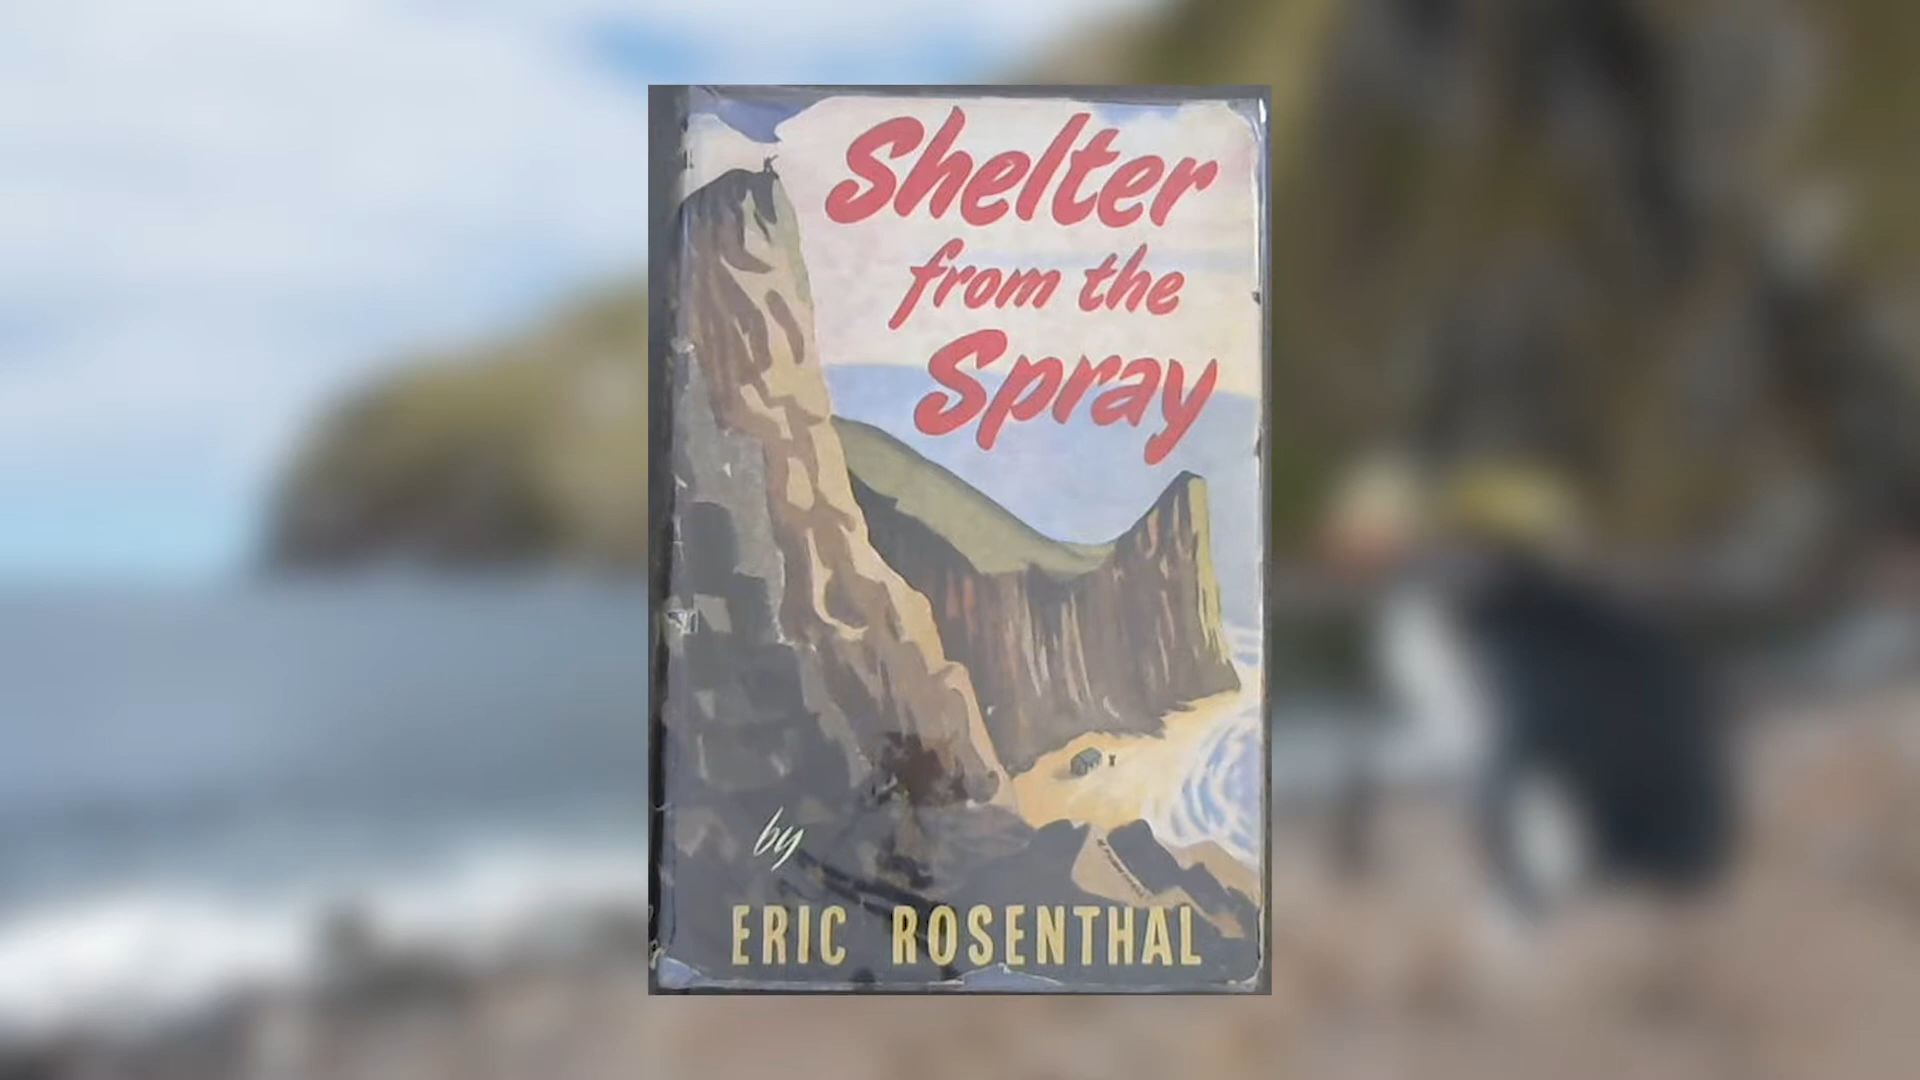 Shelter
from the
Spray
by
ERIC ROSENTHAL